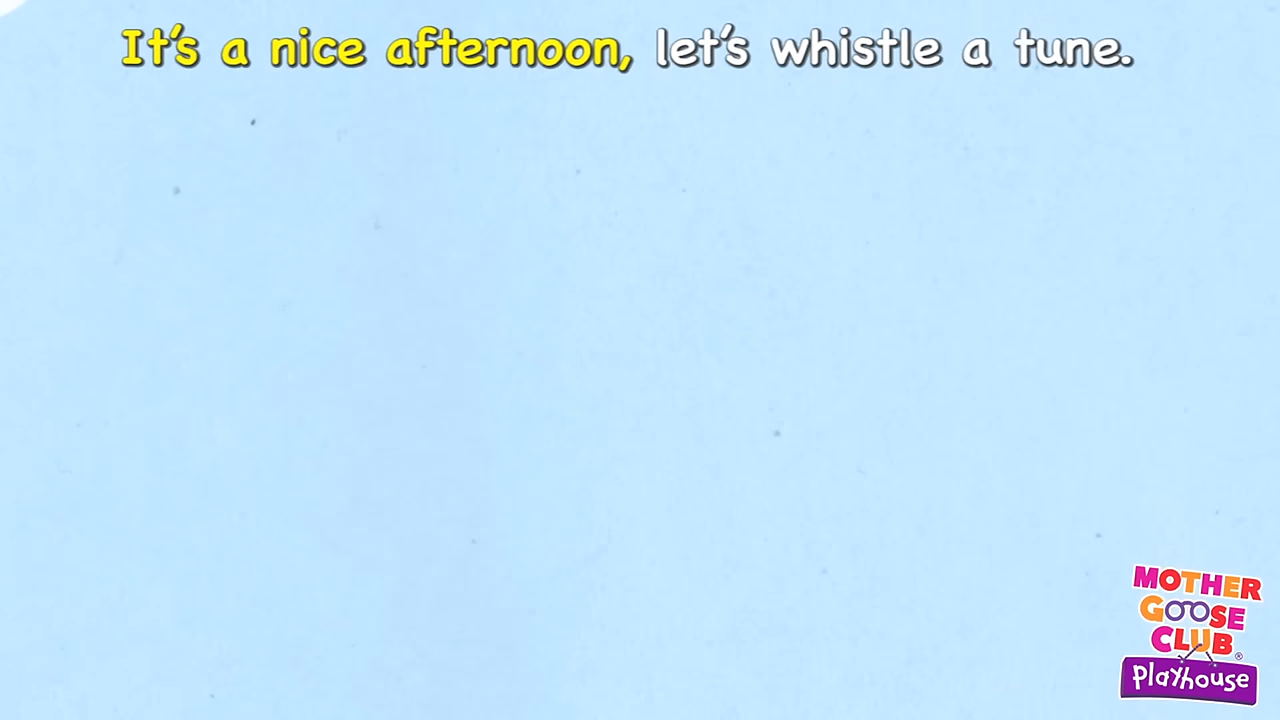 It's a nice afternoon, let's whistle a tune.
MOTHER
GOOSE
CLUB®
Playhouse